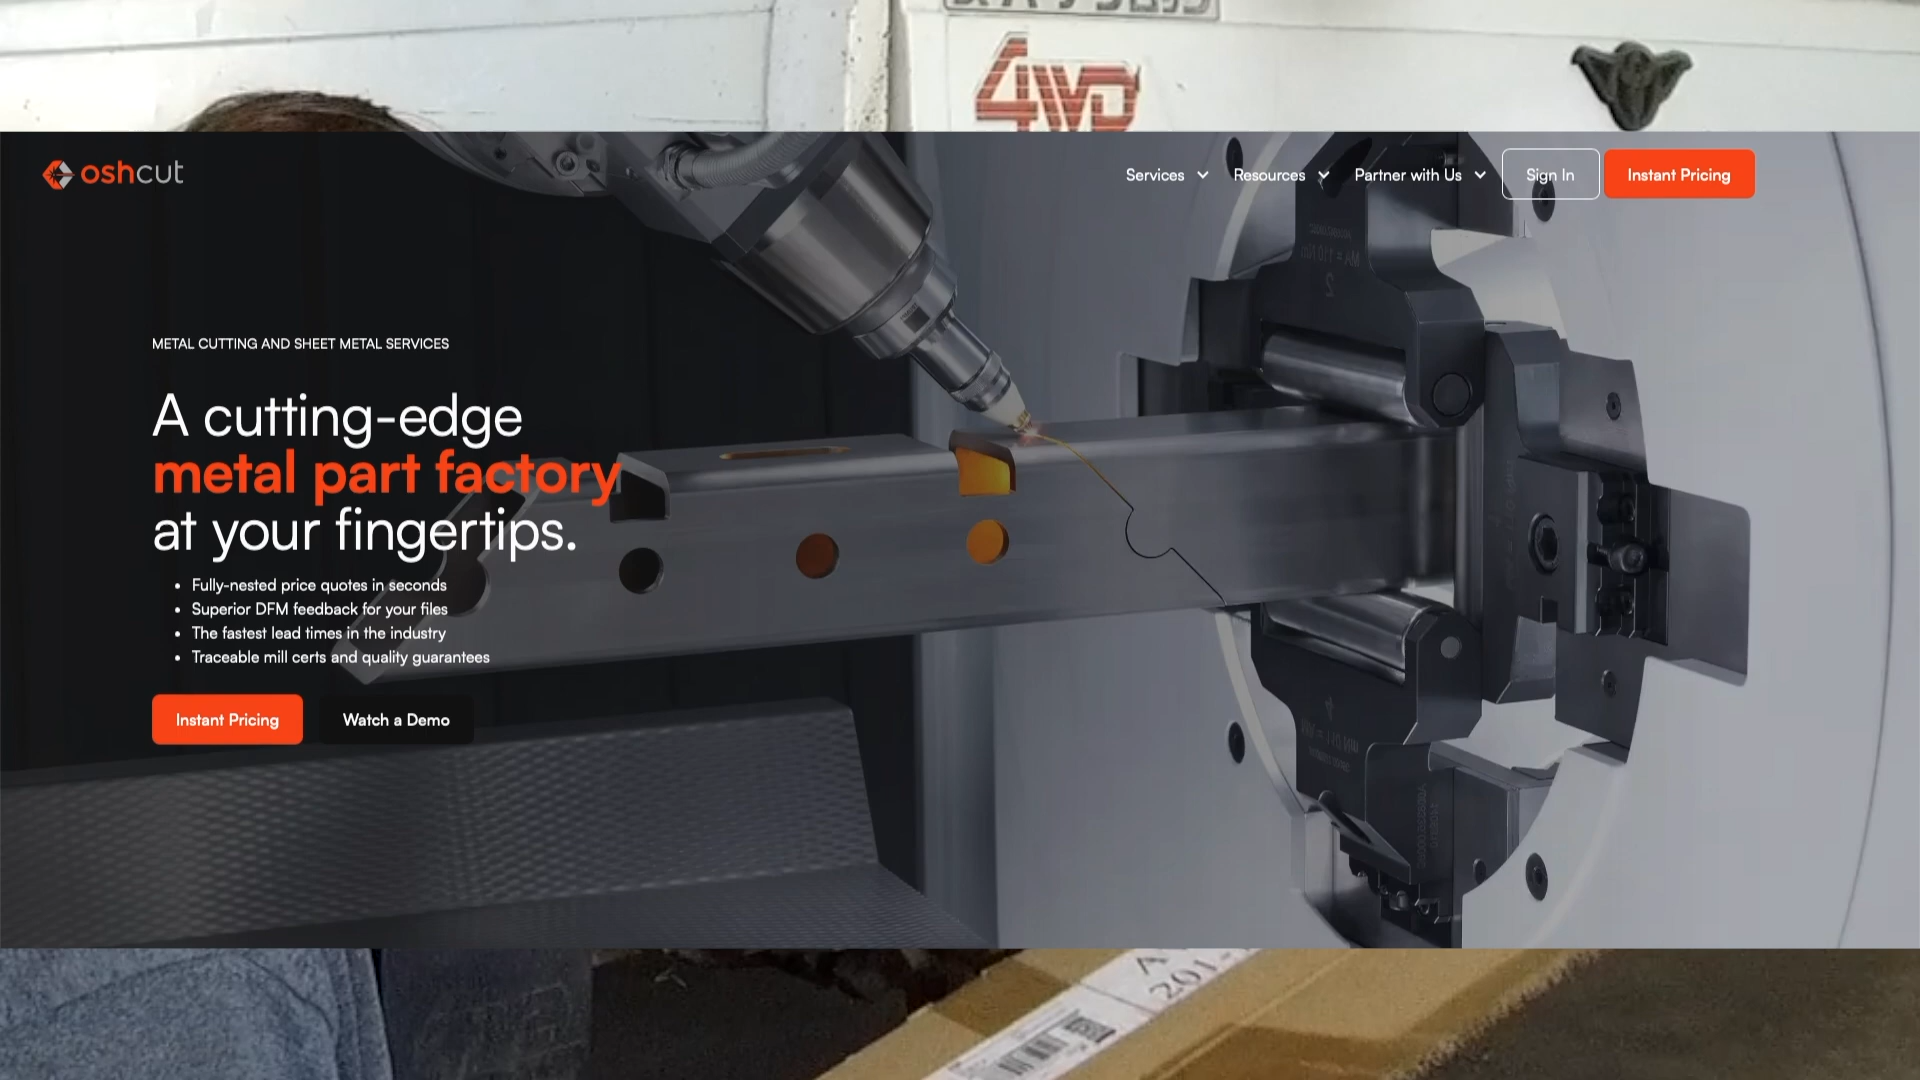 4WD
oshcut
Services
Resources
Partner with Us
Sign In
Instant Pricing
METAL CUTTING AND SHEET METAL SERVICES
A cutting-edge
metal part factory
at your fingertips.
• Fully-nested price quotes in seconds
• Superior DFM feedback for your files
• The fastest lead times in the industry
• Traceable mill certs and quality guarantees
Instant Pricing
Watch a Demo
A
201-